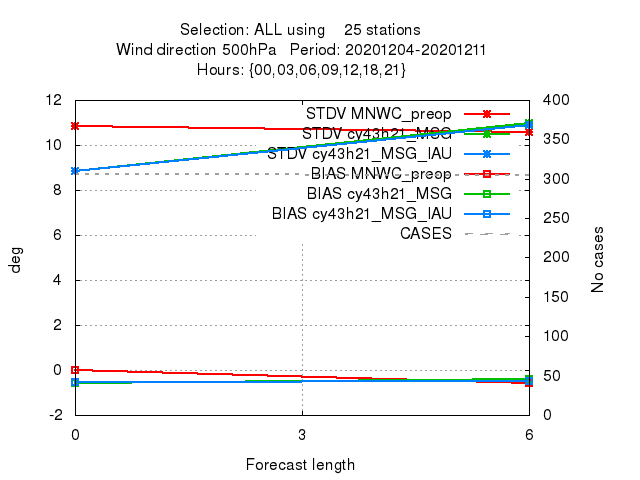 Selection: ALL using    25 stations
Wind direction 500hPa   Period: 20201204-20201211
Hours: {00,03,06,09,12,18,21}
12
10
8
6
4
2
0
-2
deg
400
350
300
250
200
150
100
50
0
No cases
STDV MNWC_preop
STDV cy43h21_MSG
STDV cy43h21_MSG_IAU
BIAS MNWC_preop
BIAS cy43h21_MSG
BIAS cy43h21_MSG_IAU
CASES
0
3
6
Forecast length